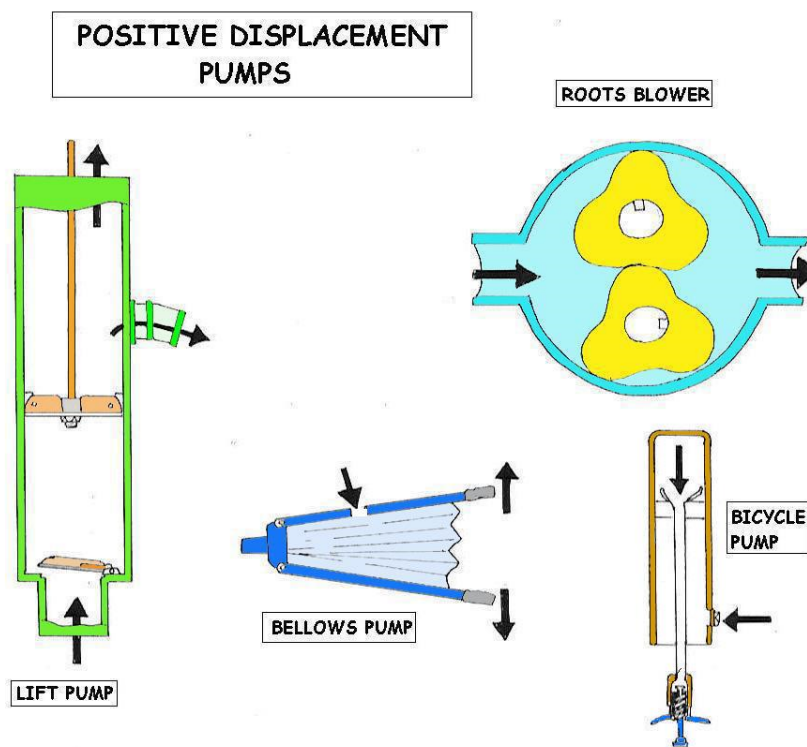 POSITIVE DISPLACEMENT
PUMPS
ROOTS BLOWER
BICYCLE
PUMP
BELLOWS PUMP
LIFT PUMP